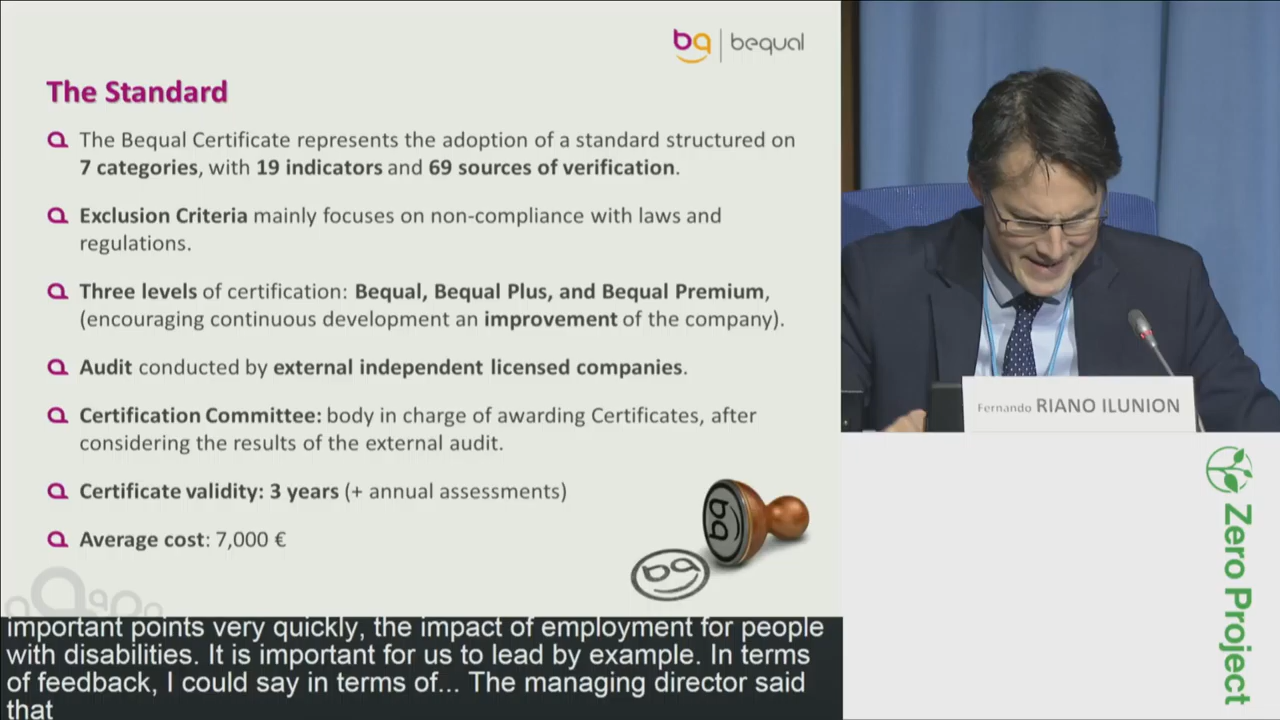 bq | bequal
The Standard
The Bequal Certificate represents the adoption of a standard structured on
7 categories, with 19 indicators and 69 sources of verification.
Exclusion Criteria mainly focuses on non-compliance with laws and
regulations.
Three levels of certification: Bequal, Bequal Plus, and Bequal Premium,
(encouraging continuous development an improvement of the company).
Audit conducted by external independent licensed companies.
Certification Committee: body in charge of awarding Certificates, after
considering the results of the external audit.
Certificate validity: 3 years (+ annual assessments)
Average cost: 7,000 €
bq
bq
important points very quickly, the impact of employment for people
with disabilities. It is important for us to lead by example. In terms
of feedback, I could say in terms of... The managing director said
that
Fernando RIANO ILUNION
Zero Project